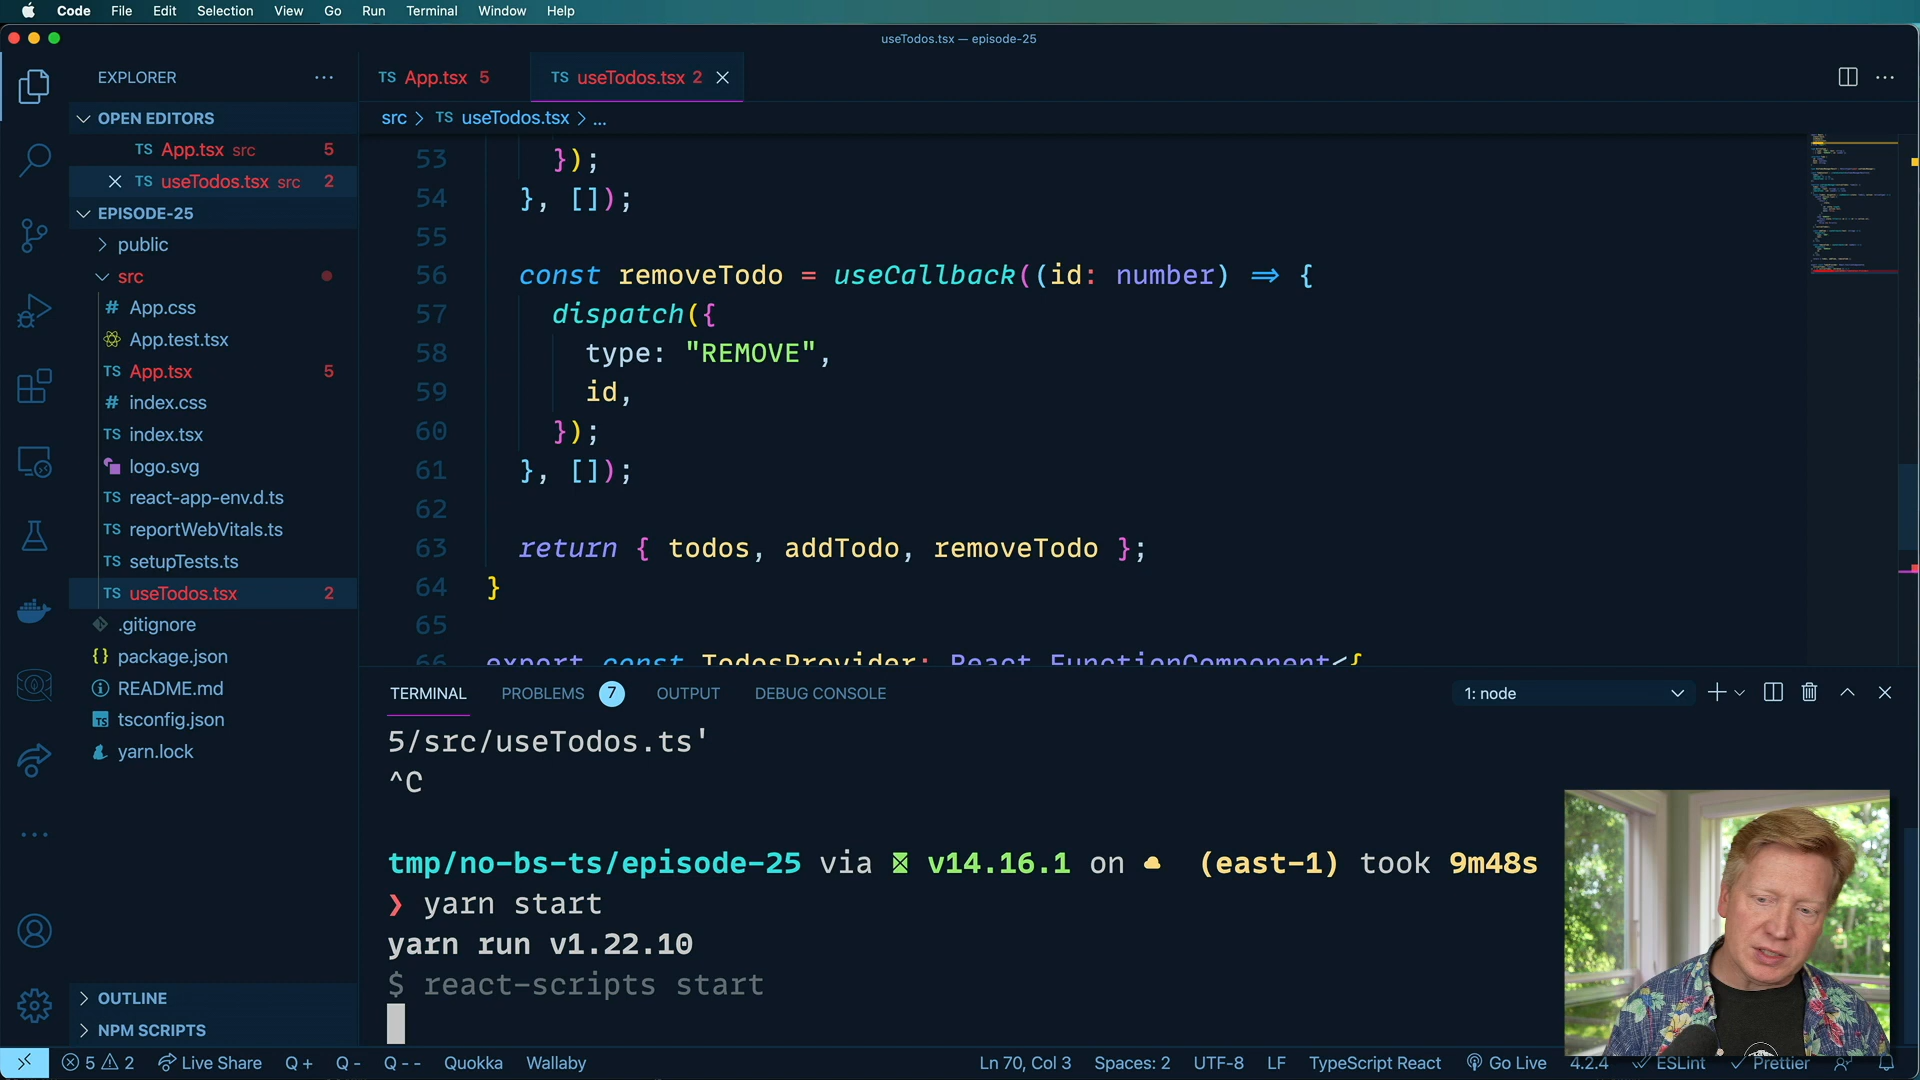 Code File Edit Selection View Go Run Terminal Window Help
useTodos.tsx — episode-25
EXPLORER
OPEN EDITORS
TS App.tsx src 5
TS useTodos.tsx src 2
EPISODE-25
public
src
# App.css
App.test.tsx
TS App.tsx 5
# index.css
TS index.tsx
logo.svg
TS react-app-env.d.ts
TS reportWebVitals.ts
TS setupTests.ts
TS useTodos.tsx 2
.gitignore
{} package.json
README.md
TS tsconfig.json
yarn.lock
OUTLINE
NPM SCRIPTS
TS App.tsx 5
TS useTodos.tsx 2
src > TS useTodos.tsx > ...
53 });
54 }, []);
55
56 const removeTodo = useCallback((id: number) => {
57 dispatch({
58 type: "REMOVE",
59 id,
60 });
61 }, []);
62
63 return { todos, addTodo, removeTodo };
64 }
65
66 export const TodosProvider: React.FunctionComponent<{
TERMINAL PROBLEMS 7 OUTPUT DEBUG CONSOLE
1: node
5/src/useTodos.ts'
^C
tmp/no-bs-ts/episode-25 via v14.16.1 on (east-1) took 9m48s
❯ yarn start
yarn run v1.22.10
$ react-scripts start
5 2 Live Share Q + Q - Q -- Quokka Wallaby Ln 70, Col 3 Spaces: 2 UTF-8 LF TypeScript React Go Live 4.2.4 ESLint Prettier